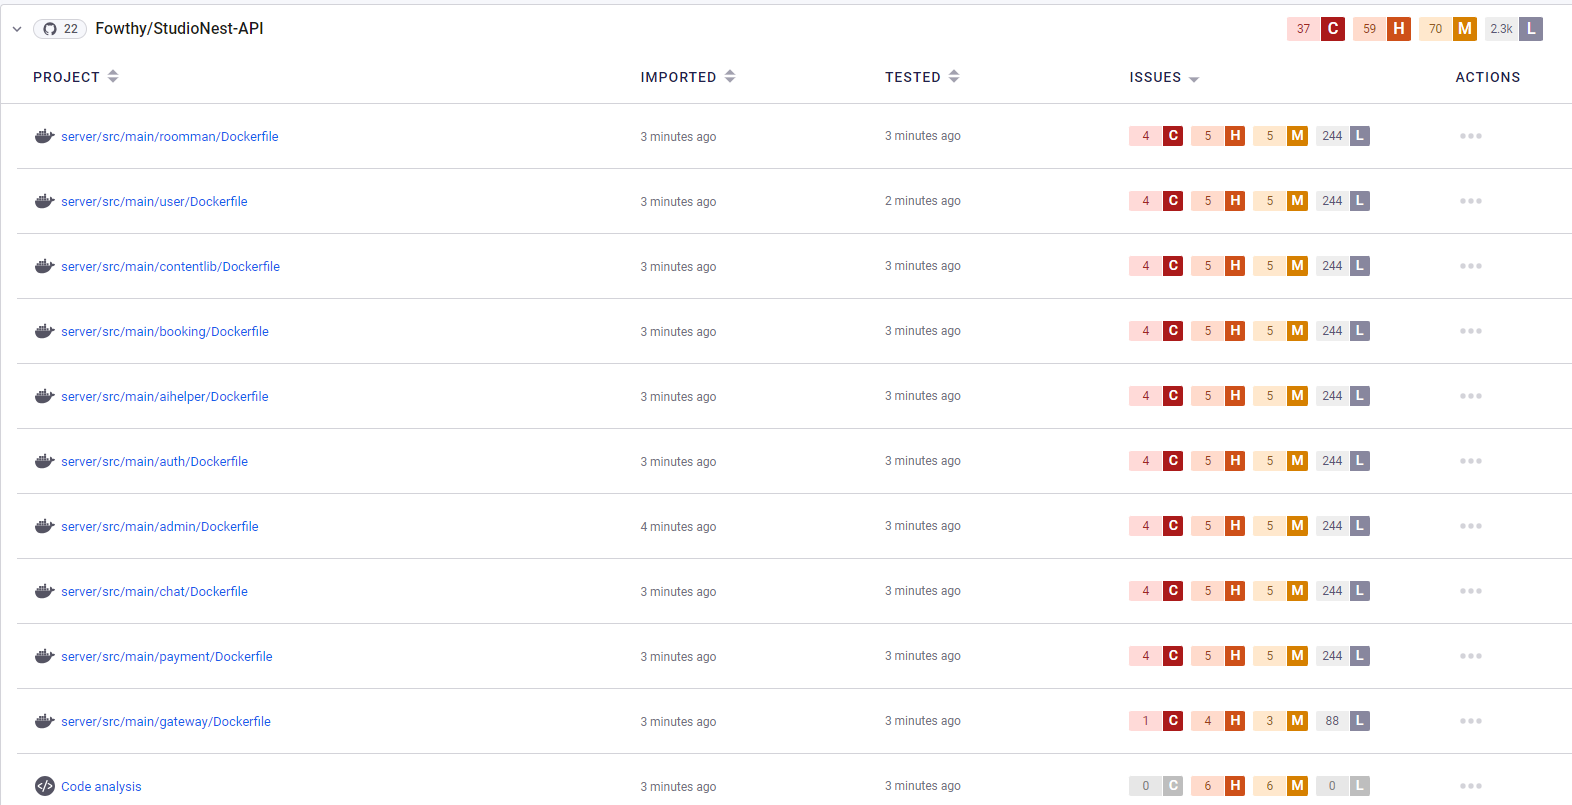 22 Fowthy/StudioNest-API 37 C 59 H 70 M 2.3k L
PROJECT IMPORTED TESTED ISSUES ACTIONS
server/src/main/roomman/Dockerfile 3 minutes ago 3 minutes ago 4 C 5 H 5 M 244 L
server/src/main/user/Dockerfile 3 minutes ago 2 minutes ago 4 C 5 H 5 M 244 L
server/src/main/contentlib/Dockerfile 3 minutes ago 3 minutes ago 4 C 5 H 5 M 244 L
server/src/main/booking/Dockerfile 3 minutes ago 3 minutes ago 4 C 5 H 5 M 244 L
server/src/main/aihelper/Dockerfile 3 minutes ago 3 minutes ago 4 C 5 H 5 M 244 L
server/src/main/auth/Dockerfile 3 minutes ago 3 minutes ago 4 C 5 H 5 M 244 L
server/src/main/admin/Dockerfile 4 minutes ago 3 minutes ago 4 C 5 H 5 M 244 L
server/src/main/chat/Dockerfile 3 minutes ago 3 minutes ago 4 C 5 H 5 M 244 L
server/src/main/payment/Dockerfile 3 minutes ago 3 minutes ago 4 C 5 H 5 M 244 L
server/src/main/gateway/Dockerfile 3 minutes ago 3 minutes ago 1 C 4 H 3 M 88 L
Code analysis 3 minutes ago 3 minutes ago 0 C 6 H 6 M 0 L